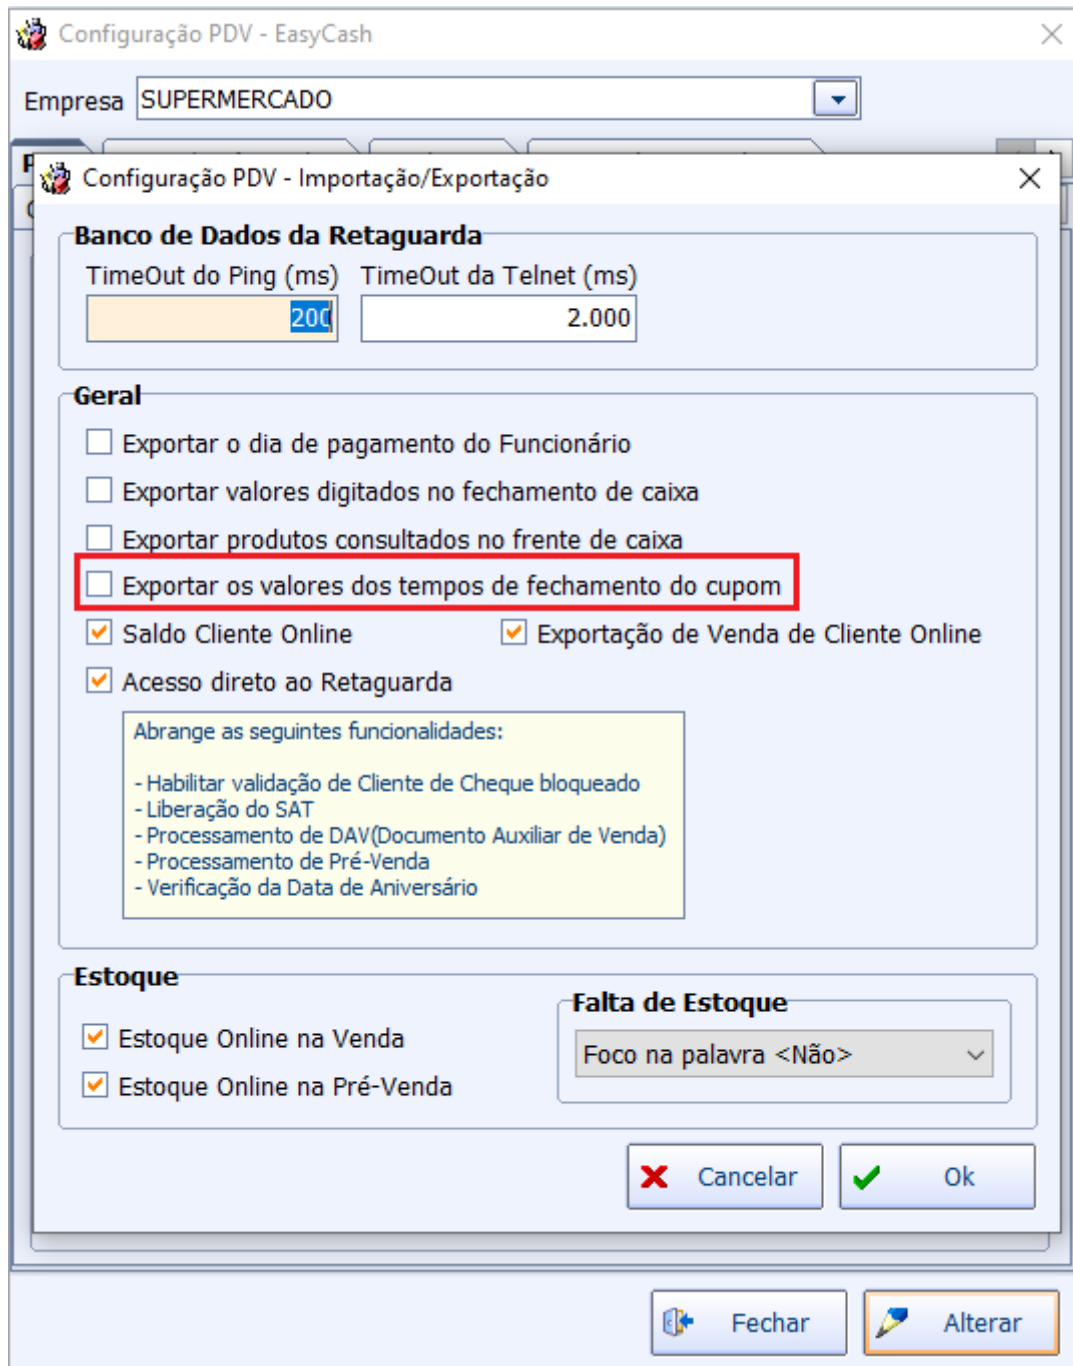 Configuração PDV - EasyCash
Empresa SUPERMERCADO
Configuração PDV - Importação/Exportação
Banco de Dados da Retaguarda
TimeOut do Ping (ms) TimeOut da Telnet (ms)
200 2.000
Geral
Exportar o dia de pagamento do Funcionário
Exportar valores digitados no fechamento de caixa
Exportar produtos consultados no frente de caixa
Exportar os valores dos tempos de fechamento do cupom
Saldo Cliente Online Exportação de Venda de Cliente Online
Acesso direto ao Retaguarda
Abrange as seguintes funcionalidades:
- Habilitar validação de Cliente de Cheque bloqueado
- Liberação do SAT
- Processamento de DAV(Documento Auxiliar de Venda)
- Processamento de Pré-Venda
- Verificação da Data de Aniversário
Estoque
Falta de Estoque
Estoque Online na Venda
Foco na palavra <Não>
Estoque Online na Pré-Venda
Cancelar Ok
Fechar Alterar